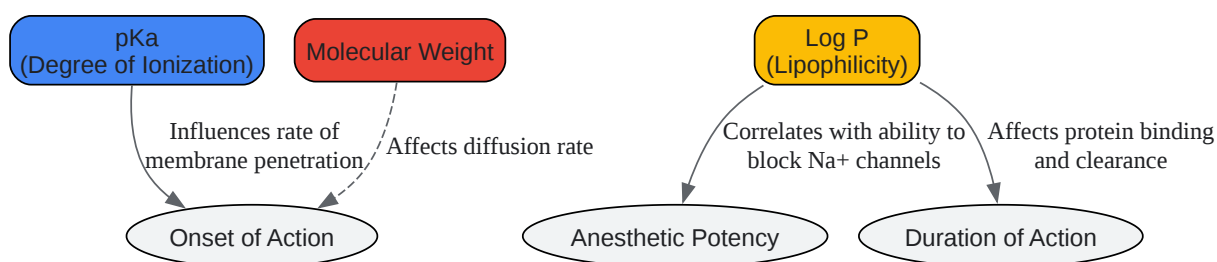 pKa
(Degree of Ionization)
Molecular Weight
Log P
(Lipophilicity)
Influences rate of
membrane penetration
Affects diffusion rate
Correlates with ability to
block Na+ channels
Affects protein binding
and clearance
Onset of Action
Anesthetic Potency
Duration of Action